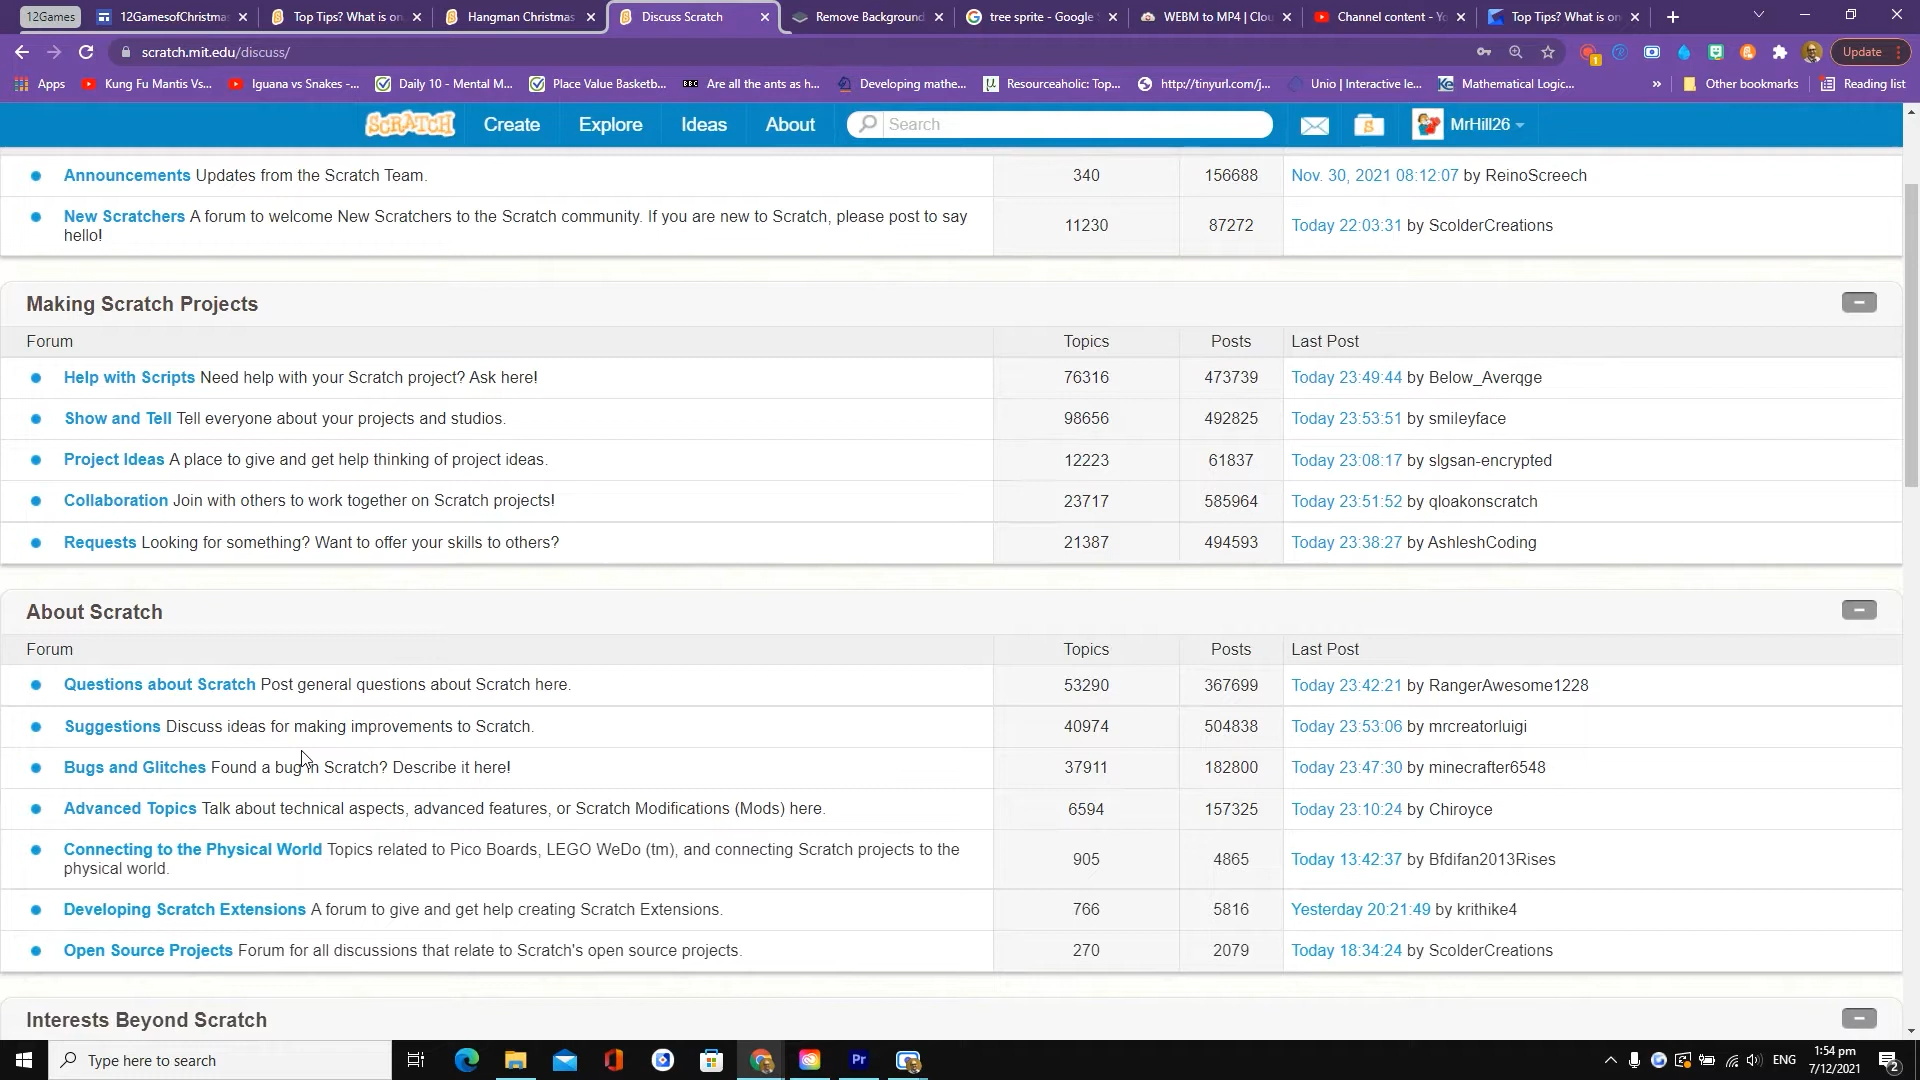 12Games
12GamesofChristmas
Top Tips? What is on
Hangman Christmas
Discuss Scratch
Remove Background
tree sprite - Google S
WEBM to MP4 | Clou
Channel content - Yo
Top Tips? What is on
scratch.mit.edu/discuss/
Update
Apps
Kung Fu Mantis Vs...
Iguana vs Snakes -...
Daily 10 - Mental M...
Place Value Basketb...
BBC
Are all the ants as h...
Developing mathe...
Resourceaholic: Top...
http://tinyurl.com/j...
Unio | Interactive le...
Mathematical Logic...
»
Other bookmarks
Reading list
SCRATCH
Create
Explore
Ideas
About
Search
MrHill26
Announcements Updates from the Scratch Team.
340
156688
Nov. 30, 2021 08:12:07 by ReinoScreech
New Scratchers A forum to welcome New Scratchers to the Scratch community. If you are new to Scratch, please post to say
hello!
11230
87272
Today 22:03:31 by ScolderCreations
Making Scratch Projects
Forum
Topics
Posts
Last Post
Help with Scripts Need help with your Scratch project? Ask here!
76316
473739
Today 23:49:44 by Below_Averqge
Show and Tell Tell everyone about your projects and studios.
98656
492825
Today 23:53:51 by smileyface
Project Ideas A place to give and get help thinking of project ideas.
12223
61837
Today 23:08:17 by slgsan-encrypted
Collaboration Join with others to work together on Scratch projects!
23717
585964
Today 23:51:52 by qloakonscratch
Requests Looking for something? Want to offer your skills to others?
21387
494593
Today 23:38:27 by AshleshCoding
About Scratch
Forum
Topics
Posts
Last Post
Questions about Scratch Post general questions about Scratch here.
53290
367699
Today 23:42:21 by RangerAwesome1228
Suggestions Discuss ideas for making improvements to Scratch.
40974
504838
Today 23:53:06 by mrcreatorluigi
Bugs and Glitches Found a bug in Scratch? Describe it here!
37911
182800
Today 23:47:30 by minecrafter6548
Advanced Topics Talk about technical aspects, advanced features, or Scratch Modifications (Mods) here.
6594
157325
Today 23:10:24 by Chiroyce
Connecting to the Physical World Topics related to Pico Boards, LEGO WeDo (tm), and connecting Scratch projects to the
physical world.
905
4865
Today 13:42:37 by Bfdifan2013Rises
Developing Scratch Extensions A forum to give and get help creating Scratch Extensions.
766
5816
Yesterday 20:21:49 by krithike4
Open Source Projects Forum for all discussions that relate to Scratch's open source projects.
270
2079
Today 18:34:24 by ScolderCreations
Interests Beyond Scratch
Type here to search
Pr
ENG
1:54 pm
7/12/2021
2